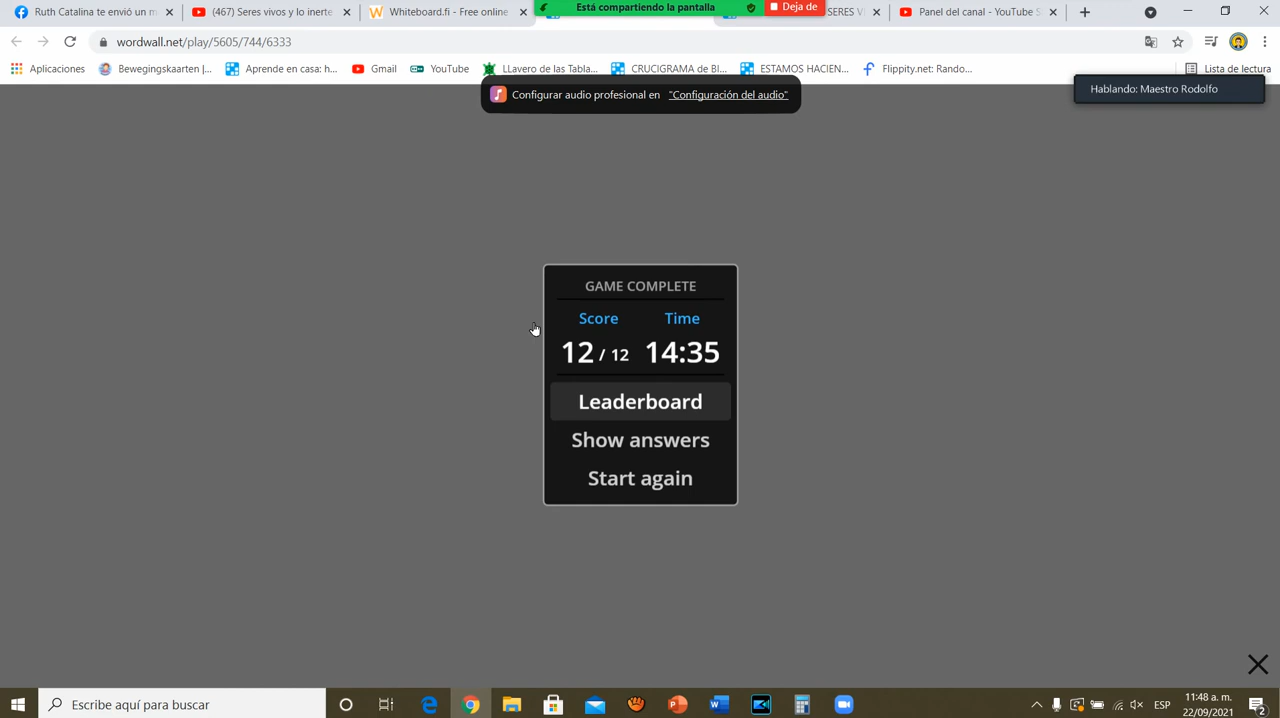 Ruth Catalan te envió un m
(467) Seres vivos y lo inerte
Whiteboard.fi - Free online
Está compartiendo la pantalla
Deja de
SERES VI
Panel del canal - YouTube S
wordwall.net/play/5605/744/6333
Aplicaciones
Bewegingskaarten |...
Aprende en casa: h...
Gmail
YouTube
LLavero de las Tabla...
CRUCIGRAMA de BI...
ESTAMOS HACIEN...
Flippity.net: Rando...
Lista de lectura
Configurar audio profesional en "Configuración del audio"
Hablando: Maestro Rodolfo
GAME COMPLETE
Score Time
12 / 12 14:35
Leaderboard
Show answers
Start again
Escribe aquí para buscar
ESP
11:48 a. m.
22/09/2021
2